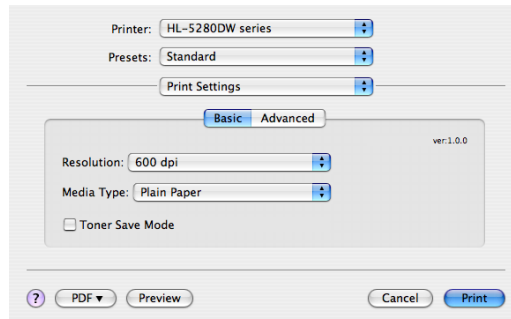 Printer: HL-5280DW series
Presets: Standard
Print Settings
Basic Advanced
ver:1.0.0
Resolution: 600 dpi
Media Type: Plain Paper
Toner Save Mode
? PDF ▼ Preview Cancel Print